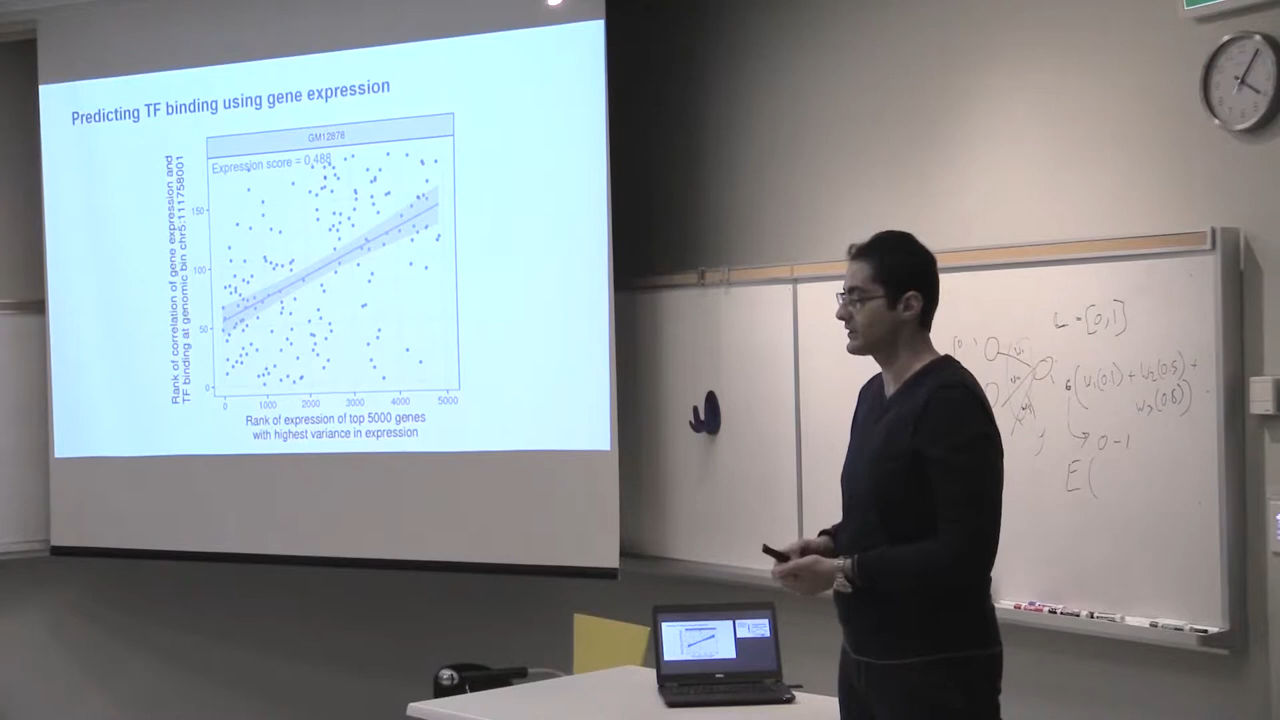 Predicting TF binding using gene expression
GM12878
Expression score = 0.488
Rank of correlation of gene expression and
TF binding at genomic bin chr5:111758001
150
100
50
0
0 1000 2000 3000 4000 5000
Rank of expression of top 5000 genes
with highest variance in expression
L = [0,1]
(w₁(0.1) + w₂(0.5) +
w₃(0.8))
0-1
E(